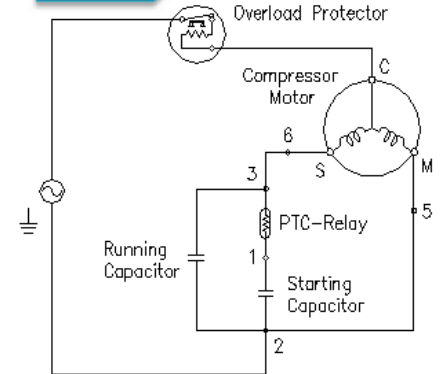 Overload Protector
C
Compressor
Motor
6
S
M
3
5
PTC-Relay
Running
Capacitor
1
Starting
Capacitor
2